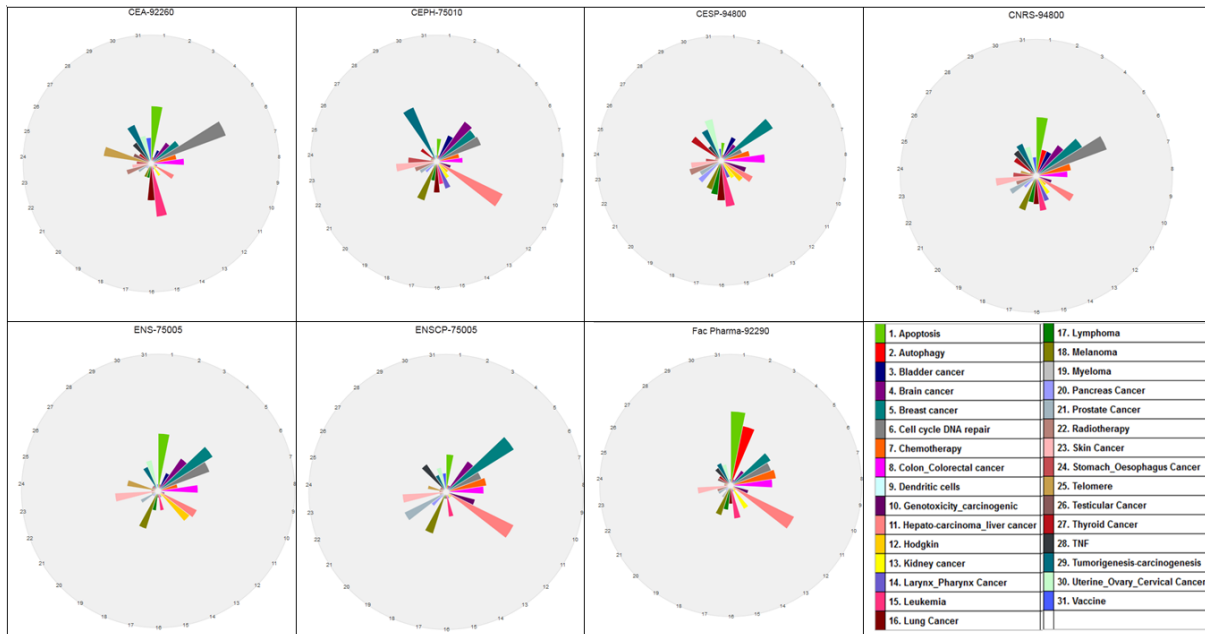 CEA-92260
CEPH-75010
CESP-94800
CNRS-94800
ENS-75005
ENSCP-75005
Fac Pharma-92290
1. Apoptosis
2. Autophagy
3. Bladder cancer
4. Brain cancer
5. Breast cancer
6. Cell cycle DNA repair
7. Chemotherapy
8. Colon_Colorectal cancer
9. Dendritic cells
10. Genotoxicity_carcinogenic
11. Hepato-carcinoma_liver cancer
12. Hodgkin
13. Kidney cancer
14. Larynx_Pharynx Cancer
15. Leukemia
16. Lung Cancer
17. Lymphoma
18. Melanoma
19. Myeloma
20. Pancreas Cancer
21. Prostate Cancer
22. Radiotherapy
23. Skin Cancer
24. Stomach_Oesophagus Cancer
25. Telomere
26. Testicular Cancer
27. Thyroid Cancer
28. TNF
29. Tumorigenesis-carcinogenesis
30. Uterine_Ovary_Cervical Cancer
31. Vaccine